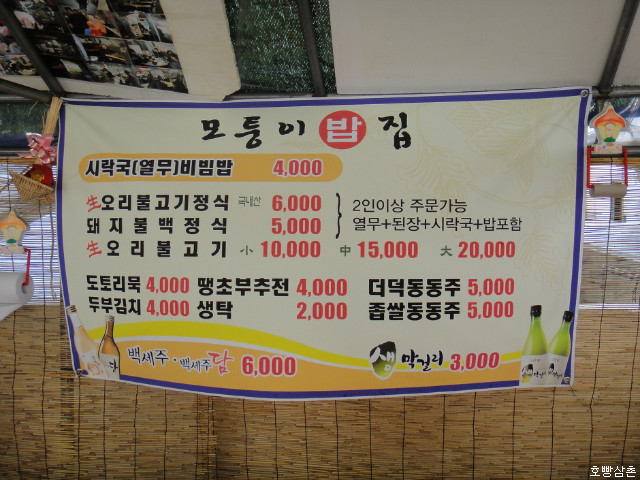 모퉁이 밥 집
시락국(열무)비빔밥 4,000
生오리불고기정식 국내산 6,000
돼지불백정식 5,000
2인이상 주문가능
열무+된장+시락국+밥포함
生오리불고기 小 10,000 中 15,000 大 20,000
도토리묵 4,000 땡초부추전 4,000 더덕동동주 5,000
두부김치 4,000 생탁 2,000 좁쌀동동주 5,000
백세주·백세주담 6,000
생막걸리 3,000
호빵삼촌